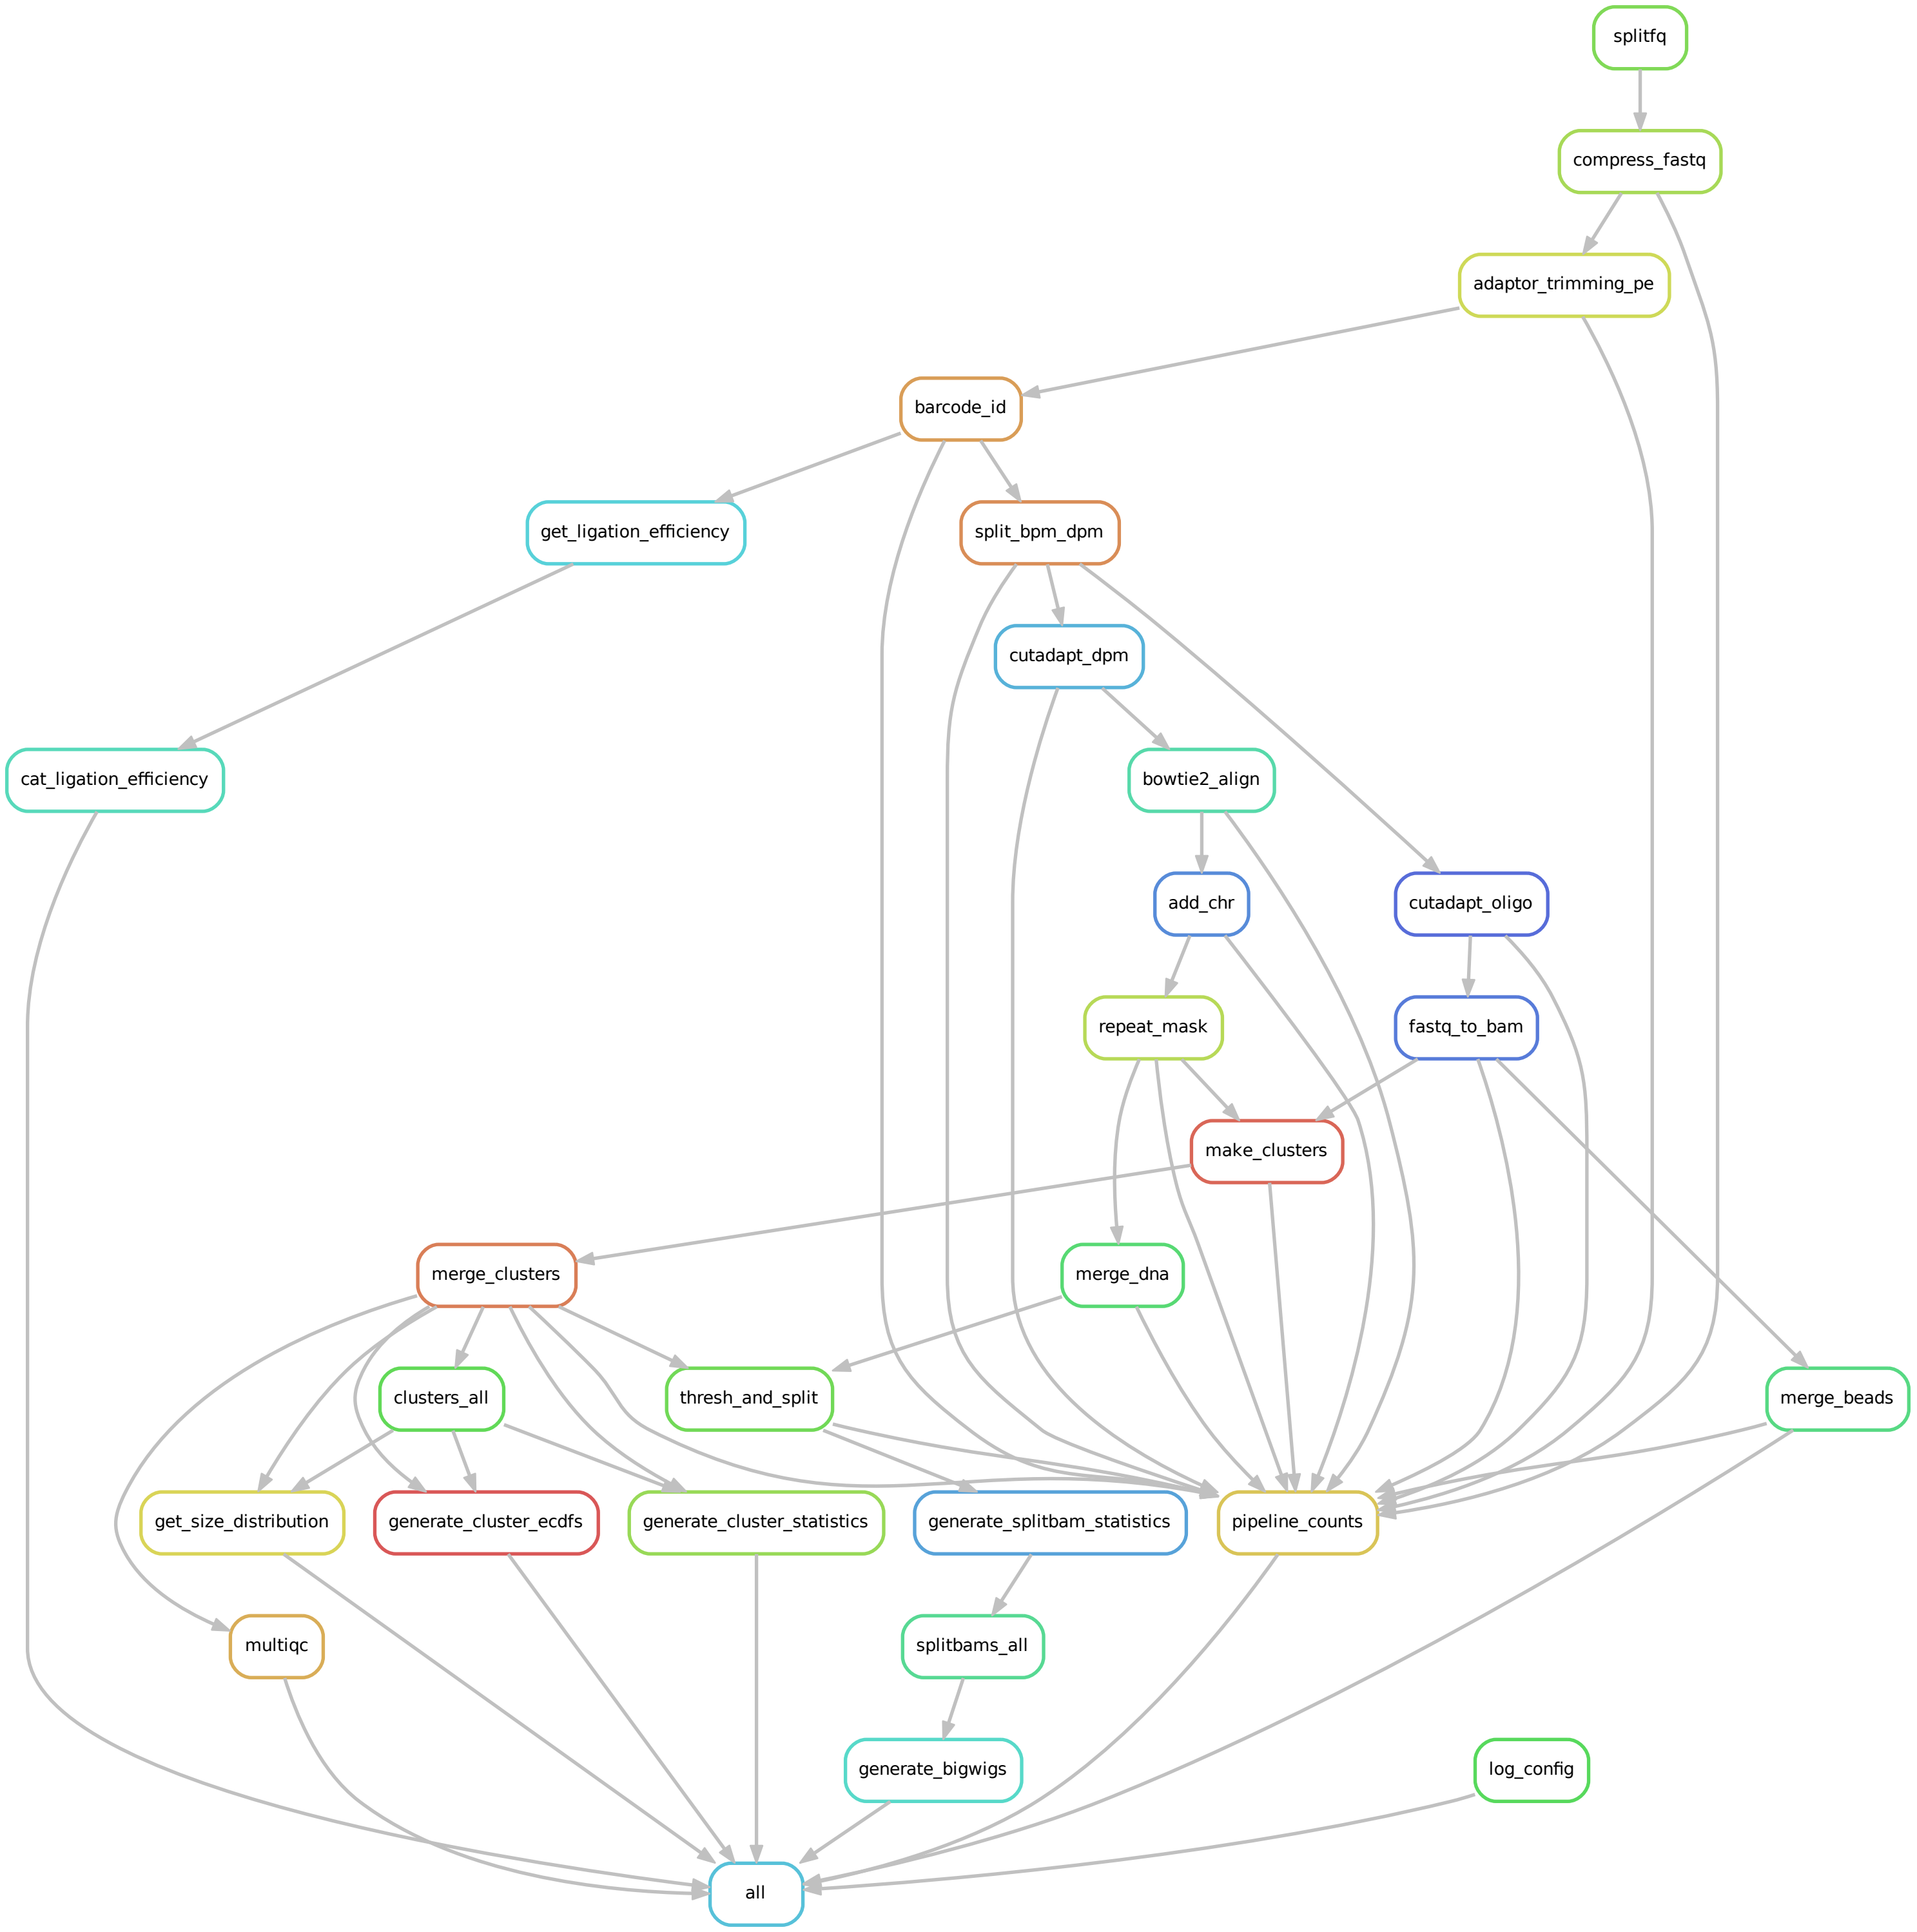 splitfq
compress_fastq
adaptor_trimming_pe
barcode_id
get_ligation_efficiency
split_bpm_dpm
cutadapt_dpm
cat_ligation_efficiency
bowtie2_align
add_chr
cutadapt_oligo
repeat_mask
fastq_to_bam
make_clusters
merge_clusters
merge_dna
clusters_all
thresh_and_split
merge_beads
get_size_distribution
generate_cluster_ecdfs
generate_cluster_statistics
generate_splitbam_statistics
pipeline_counts
multiqc
splitbams_all
generate_bigwigs
log_config
all